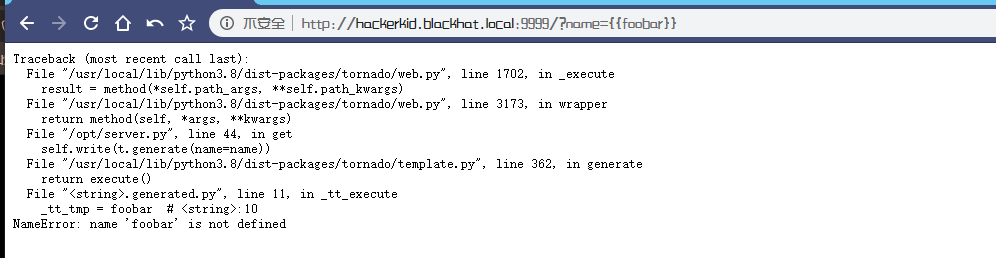 不安全 | http://hackerkid.blackhat.local:9999/?name={{foobar}}
Traceback (most recent call last):
  File "/usr/local/lib/python3.8/dist-packages/tornado/web.py", line 1702, in _execute
    result = method(*self.path_args, **self.path_kwargs)
  File "/usr/local/lib/python3.8/dist-packages/tornado/web.py", line 3173, in wrapper
    return method(self, *args, **kwargs)
  File "/opt/server.py", line 44, in get
    self.write(t.generate(name=name))
  File "/usr/local/lib/python3.8/dist-packages/tornado/template.py", line 362, in generate
    return execute()
  File "<string>.generated.py", line 11, in _tt_execute
    _tt_tmp = foobar  # <string>:10
NameError: name 'foobar' is not defined